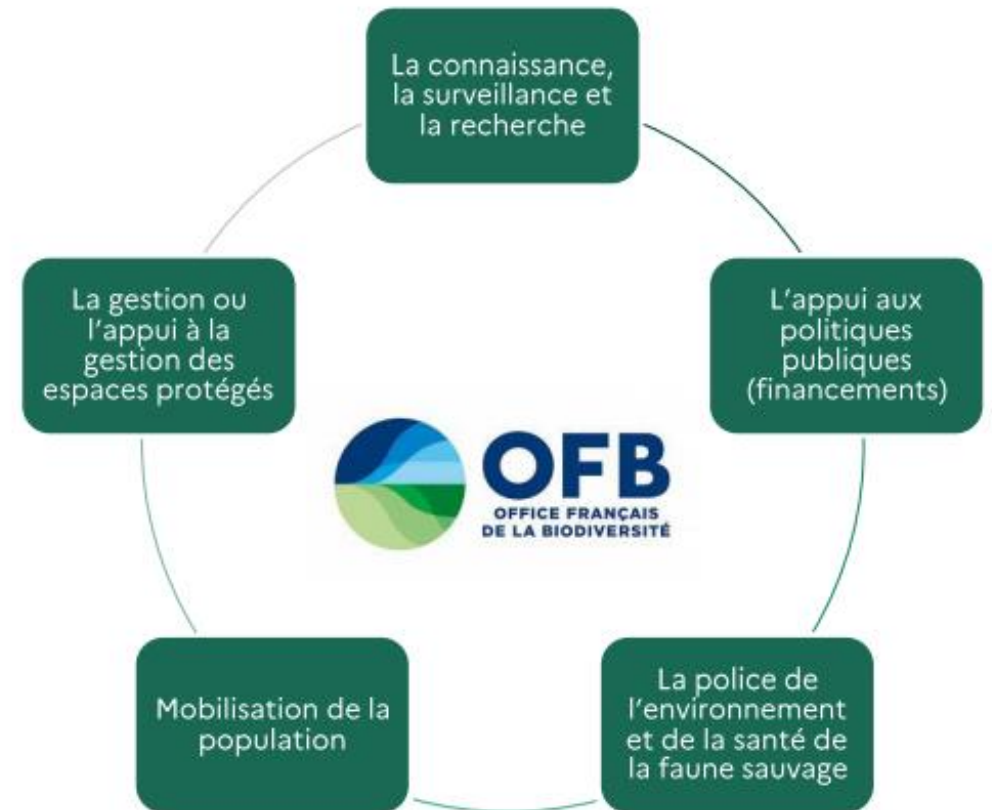 La connaissance,
la surveillance et
la recherche
L'appui aux
politiques
publiques
(financements)
La police de
l'environnement
et de la santé de
la faune sauvage
Mobilisation de la
population
La gestion ou
l'appui à la
gestion des
espaces protégés
OFB
OFFICE FRANÇAIS
DE LA BIODIVERSITÉ